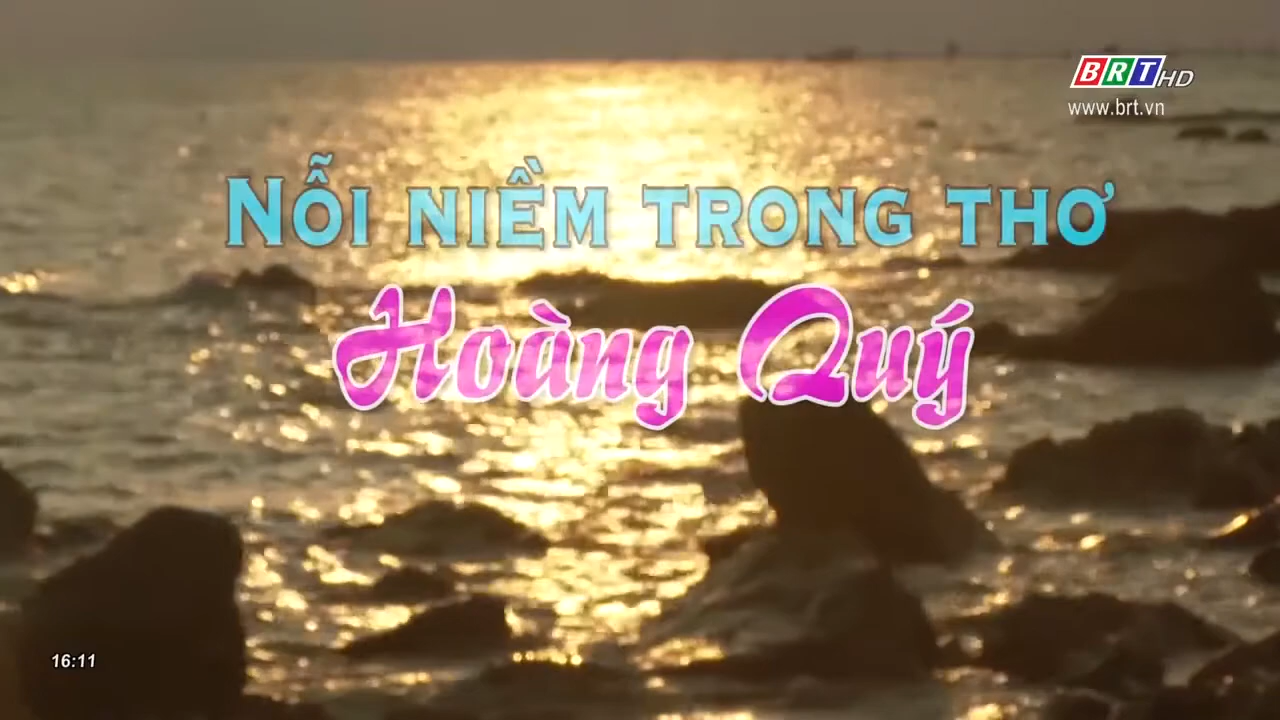 BRT HD
www.brt.vn
NỖI NIỀM TRONG THƠ
Hoàng Quý
16:11